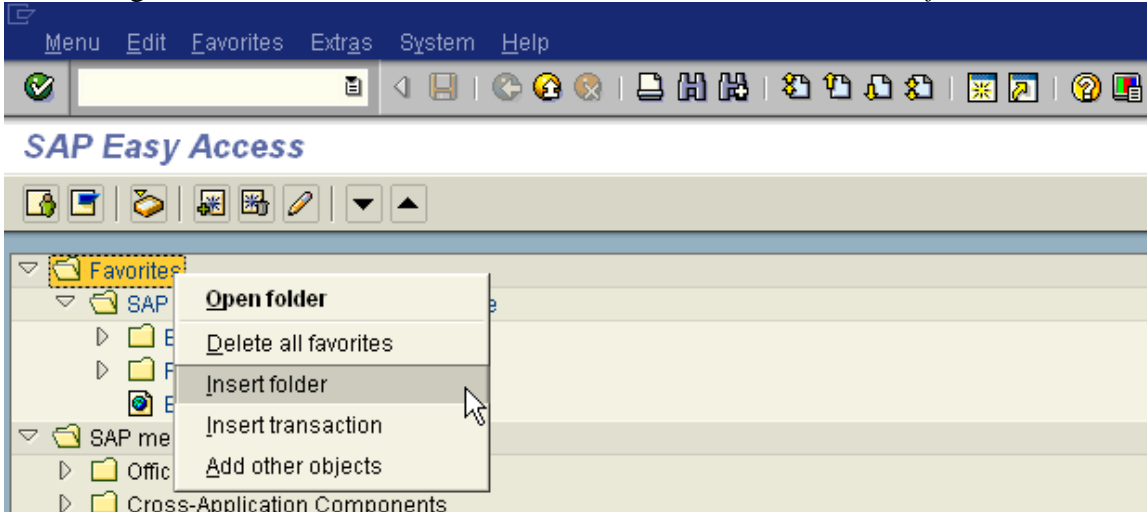 Menu Edit Favorites Extras System Help
SAP Easy Access
Favorites
SAP
Open folder
Delete all favorites
Insert folder
Insert transaction
SAP me
Offic
Add other objects
Cross-Application Components